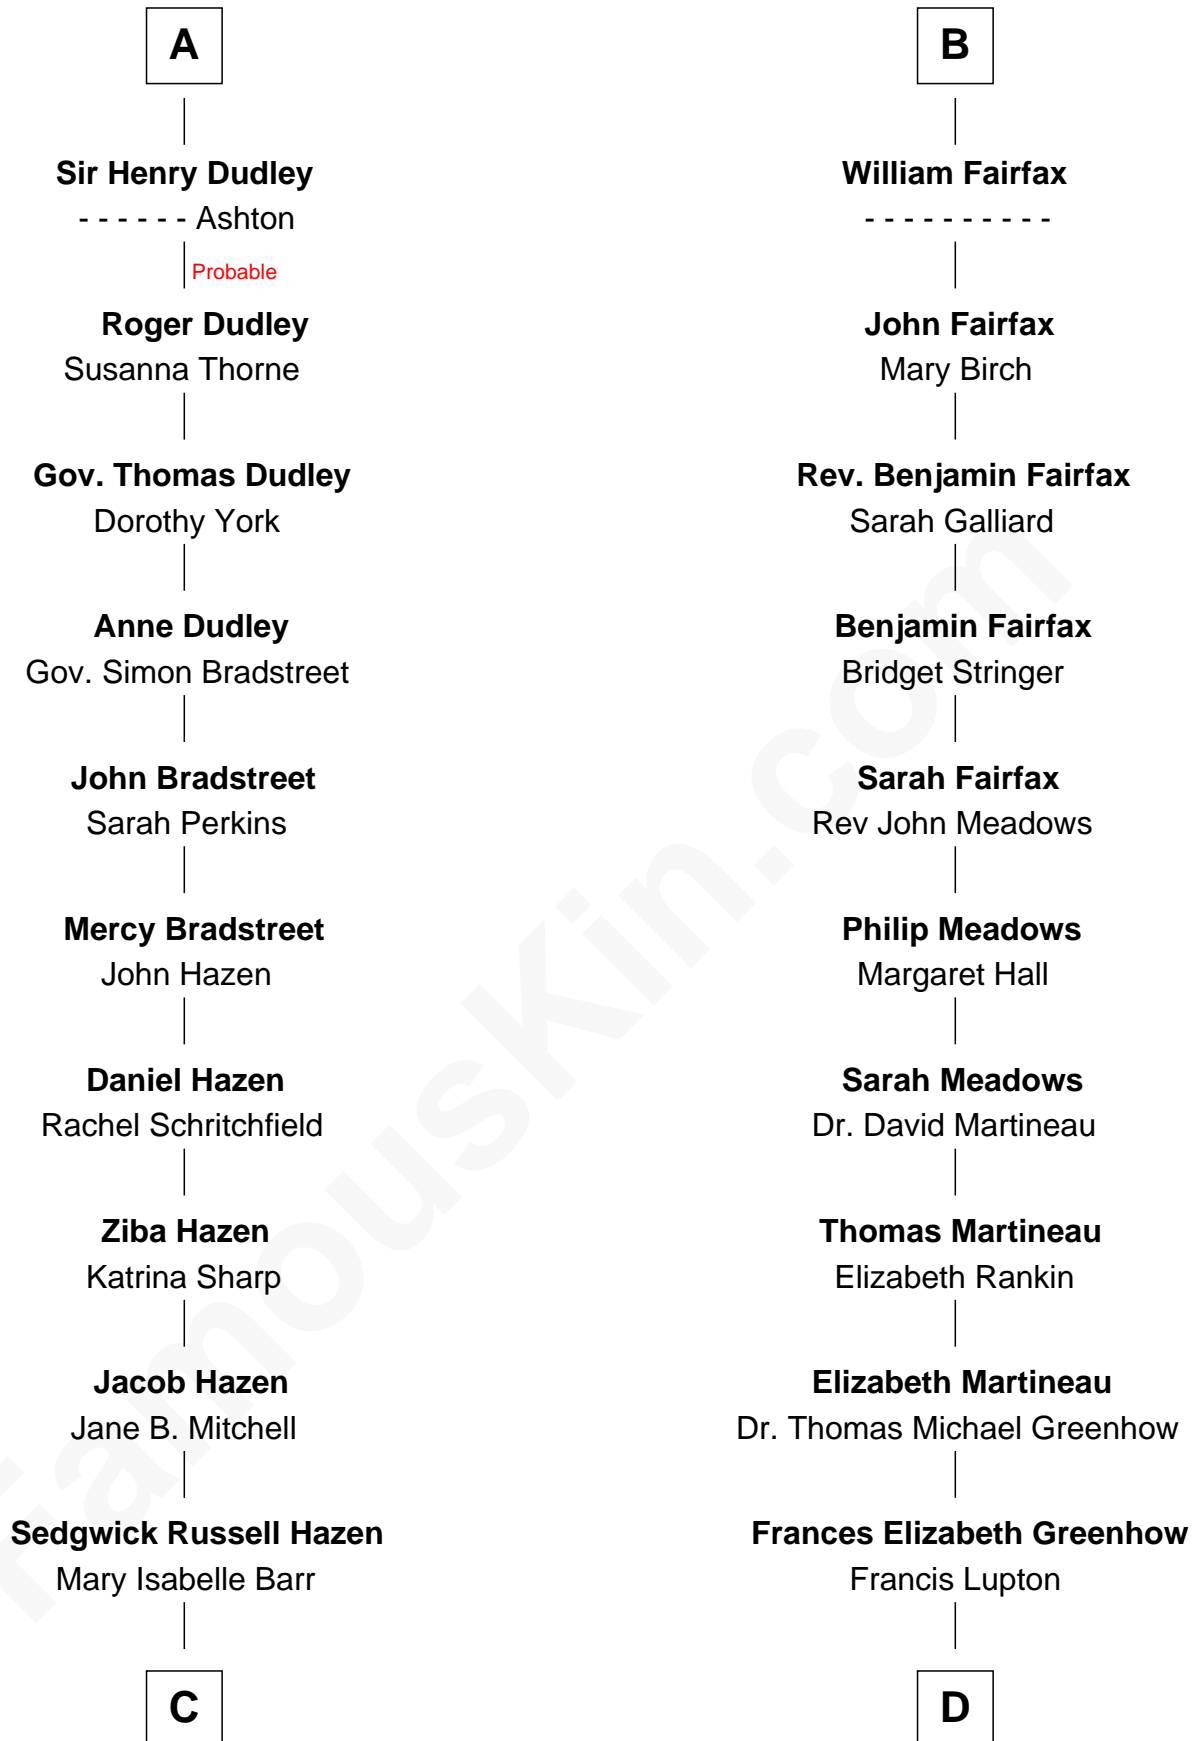 A
Sir Henry Dudley
- - - - - - Ashton
Probable
Roger Dudley
Susanna Thorne
Gov. Thomas Dudley
Dorothy York
Anne Dudley
Gov. Simon Bradstreet
John Bradstreet
Sarah Perkins
Mercy Bradstreet
John Hazen
Daniel Hazen
Rachel Schritchfield
Ziba Hazen
Katrina Sharp
Jacob Hazen
Jane B. Mitchell
Sedgwick Russell Hazen
Mary Isabelle Barr
C
B
William Fairfax
- - - - - - - - - -
John Fairfax
Mary Birch
Rev. Benjamin Fairfax
Sarah Galliard
Benjamin Fairfax
Bridget Stringer
Sarah Fairfax
Rev John Meadows
Philip Meadows
Margaret Hall
Sarah Meadows
Dr. David Martineau
Thomas Martineau
Elizabeth Rankin
Elizabeth Martineau
Dr. Thomas Michael Greenhow
Frances Elizabeth Greenhow
Francis Lupton
D
FamousKin.com